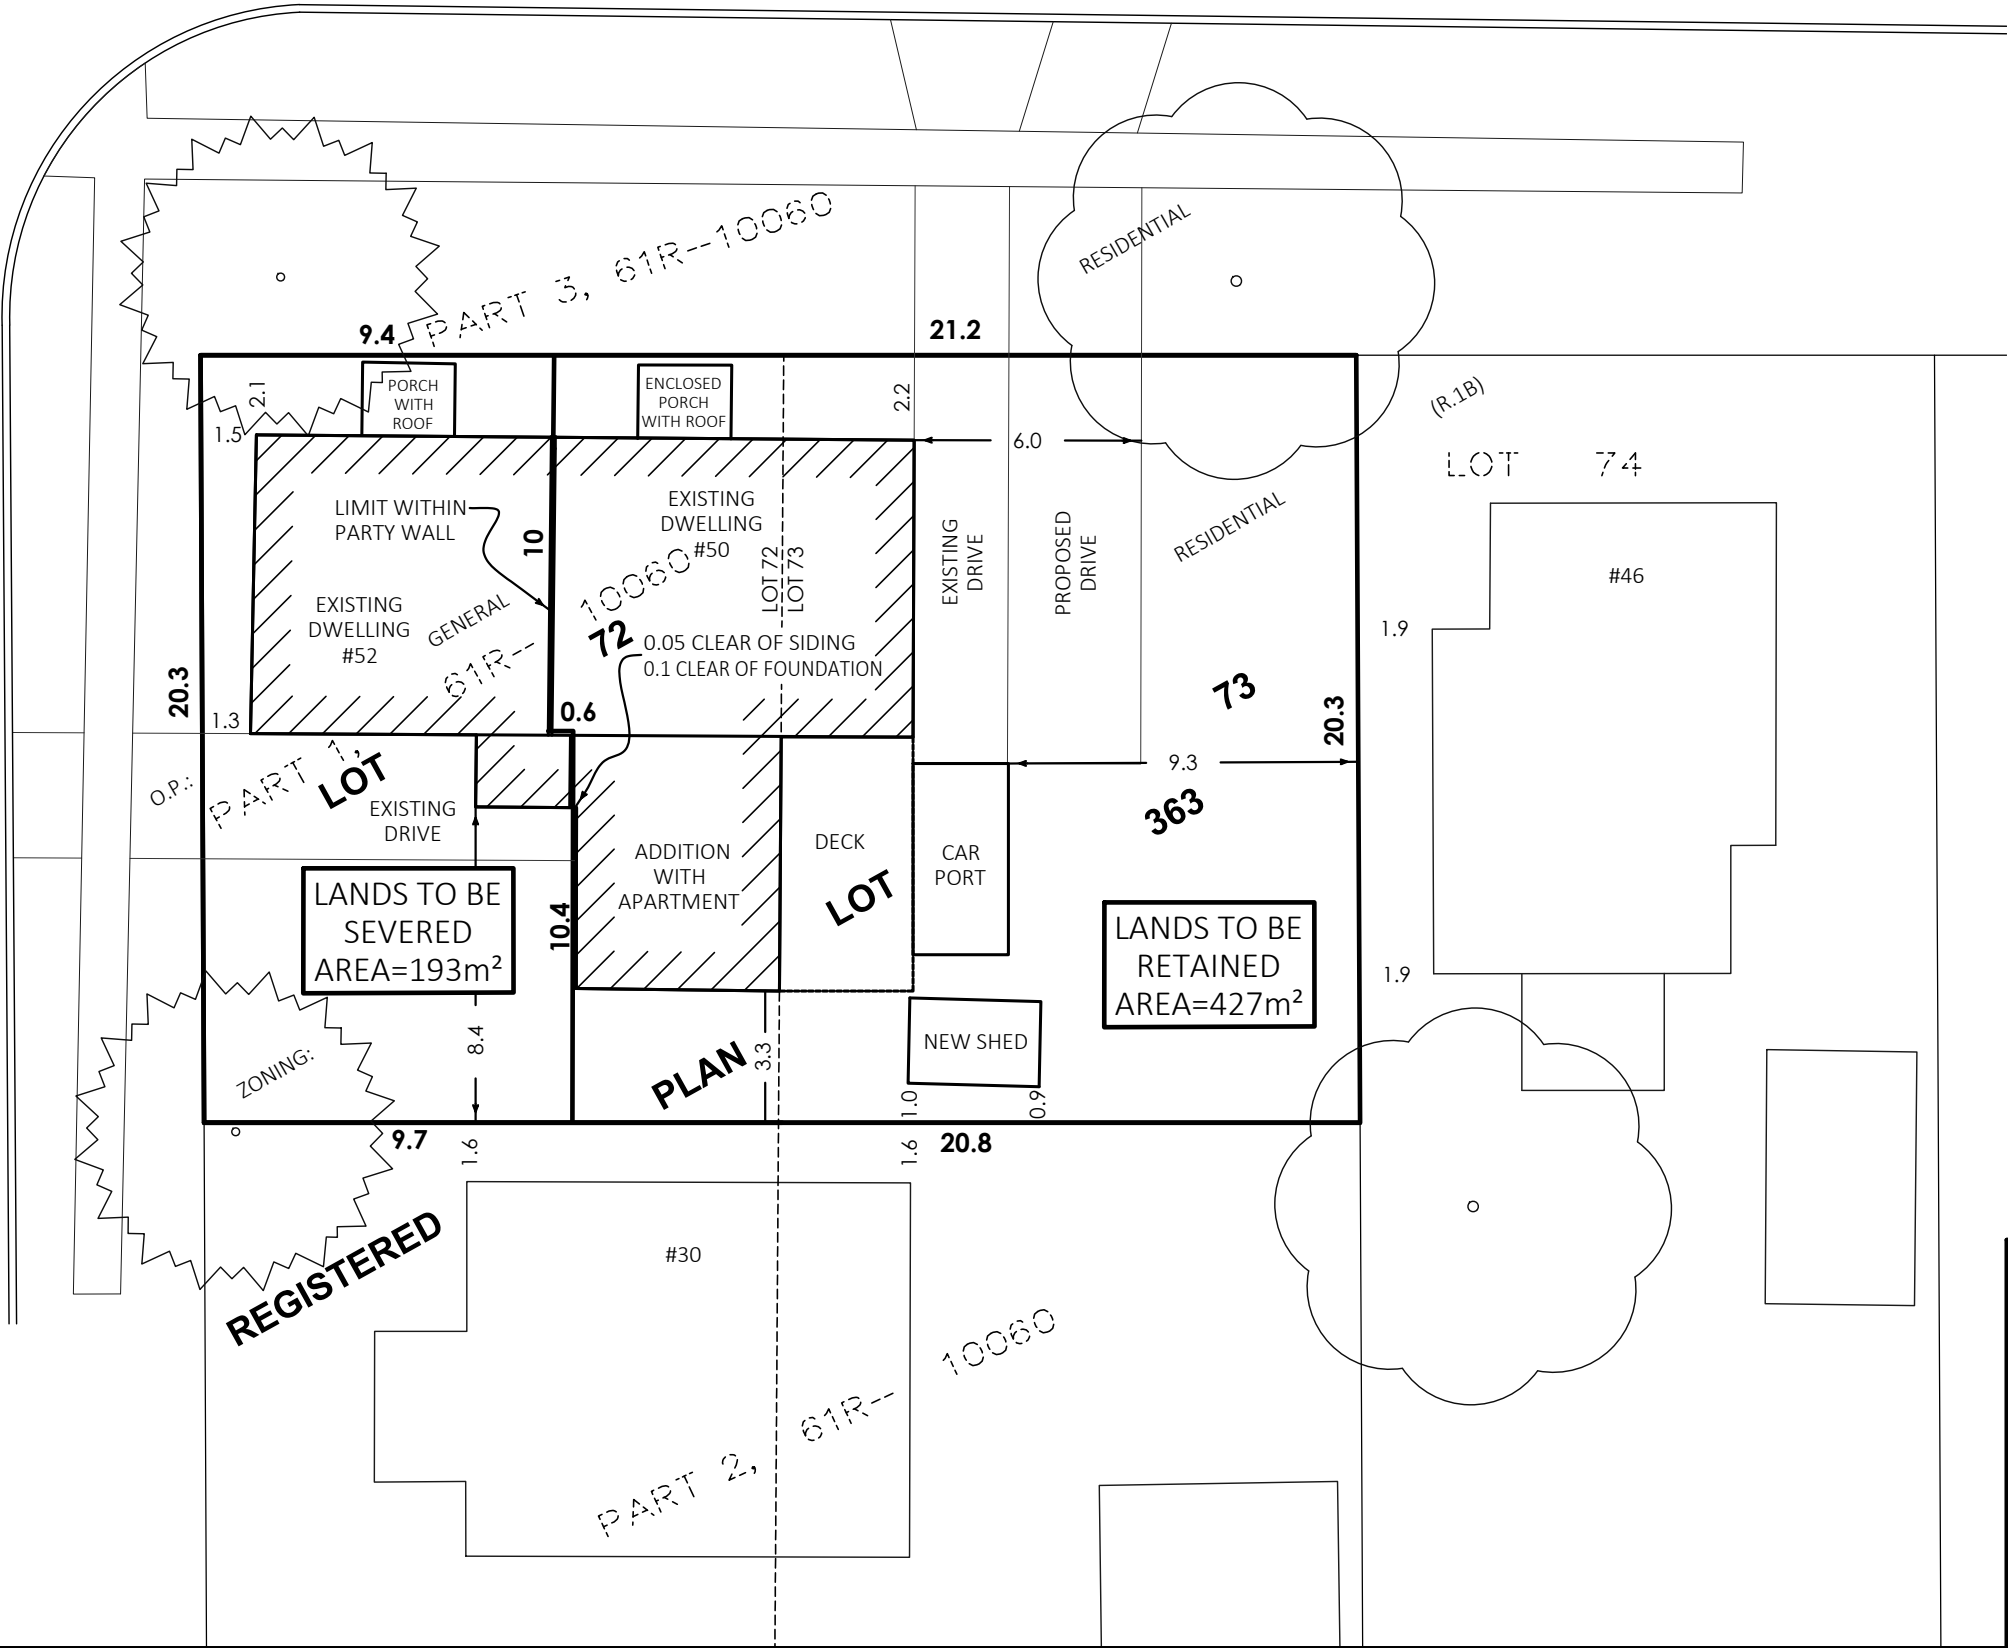 PART 3, 61R--10060
RESIDENTIAL
9.4
21.2
2.1
PORCH
WITH
ROOF
ENCLOSED
PORCH
WITH ROOF
2.2
(R.1B)
1.5
6.0
LOT 74
LIMIT WITHIN
PARTY WALL
10
EXISTING
DWELLING
#50
LOT 72
LOT 73
EXISTING
DRIVE
PROPOSED
DRIVE
RESIDENTIAL
#46
EXISTING
DWELLING
#52
GENERAL
61R-- 10060
72
0.05 CLEAR OF SIDING
0.1 CLEAR OF FOUNDATION
1.9
20.3
1.3
0.6
73
20.3
O.P.:
PART 1,
LOT
9.3
363
EXISTING
DRIVE
ADDITION
WITH
APARTMENT
DECK
LOT
CAR
PORT
LANDS TO BE
SEVERED
AREA=193m²
10.4
LANDS TO BE
RETAINED
AREA=427m²
1.9
8.4
ZONING:
PLAN
3.3
NEW SHED
1.0
0.9
9.7
1.6
1.6
20.8
REGISTERED
#30
PART 2, 61R-- 10060